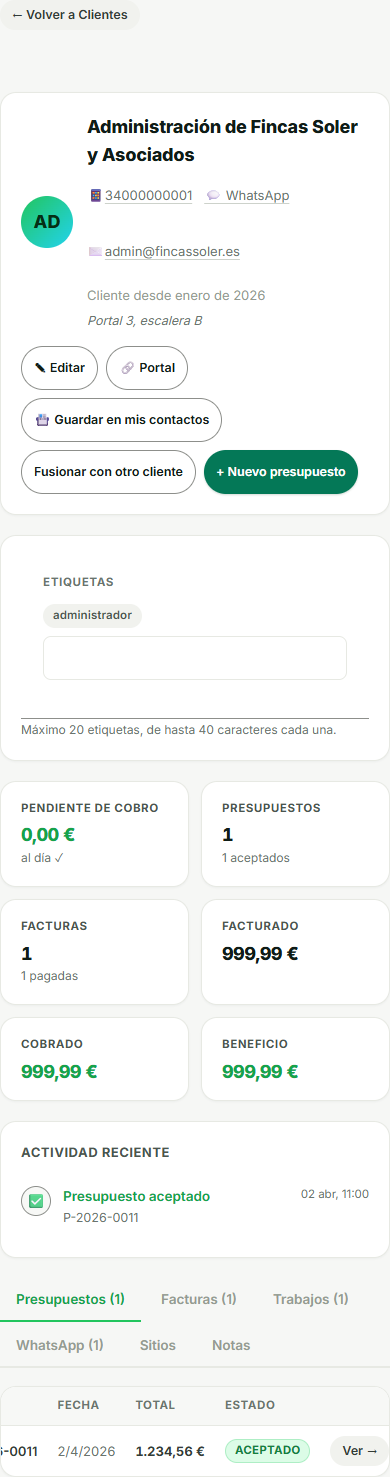 ← Volver a Clientes
Administración de Fincas Soler
y Asociados
AD
34000000001 WhatsApp
admin@fincassoler.es
Cliente desde enero de 2026
Portal 3, escalera B
Editar Portal
Guardar en mis contactos
Fusionar con otro cliente + Nuevo presupuesto
ETIQUETAS
administrador
Máximo 20 etiquetas, de hasta 40 caracteres cada una.
PENDIENTE DE COBRO
0,00 €
al día ✓
PRESUPUESTOS
1
1 aceptados
FACTURAS
1
1 pagadas
FACTURADO
999,99 €
COBRADO
999,99 €
BENEFICIO
999,99 €
ACTIVIDAD RECIENTE
Presupuesto aceptado 02 abr, 11:00
P-2026-0011
Presupuestos (1) Facturas (1) Trabajos (1)
WhatsApp (1) Sitios Notas
FECHA TOTAL ESTADO
-0011 2/4/2026 1.234,56 € ACEPTADO Ver →